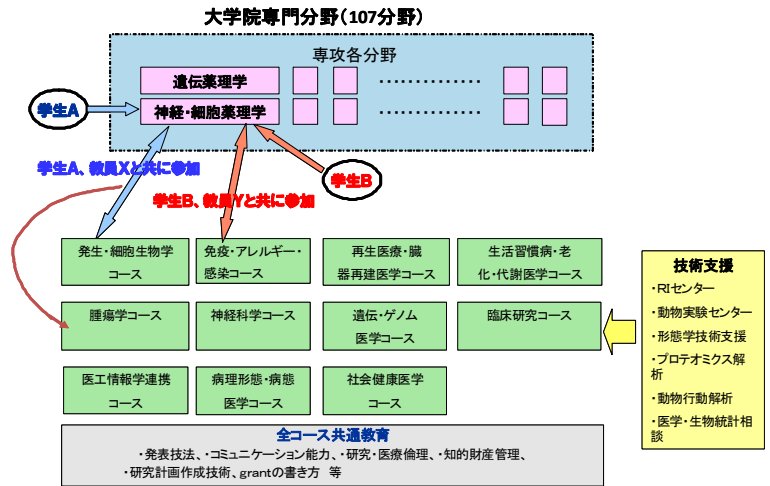 大学院専門分野(107分野)
専攻各分野
遺伝薬理学
神経・細胞薬理学
学生A
学生A、教員Xと共に参加
学生B
学生B、教員Yと共に参加
発生・細胞生物学
コース
免疫・アレルギー・
感染コース
再生医療・臓
器再建医学コース
生活習慣病・老
化・代謝医学コース
腫瘍学コース
神経科学コース
遺伝・ゲノム
医学コース
臨床研究コース
医工情報学連携
コース
病理形態・病態
医学コース
社会健康医学
コース
技術支援
・RIセンター
・動物実験センター
・形態学技術支援
・プロテオミクス解
析
・動物行動解析
・医学・生物統計相
談
全コース共通教育
・発表技法、・コミュニケーション能力、・研究・医療倫理、・知的財産管理、
・研究計画作成技術、grantの書き方 等